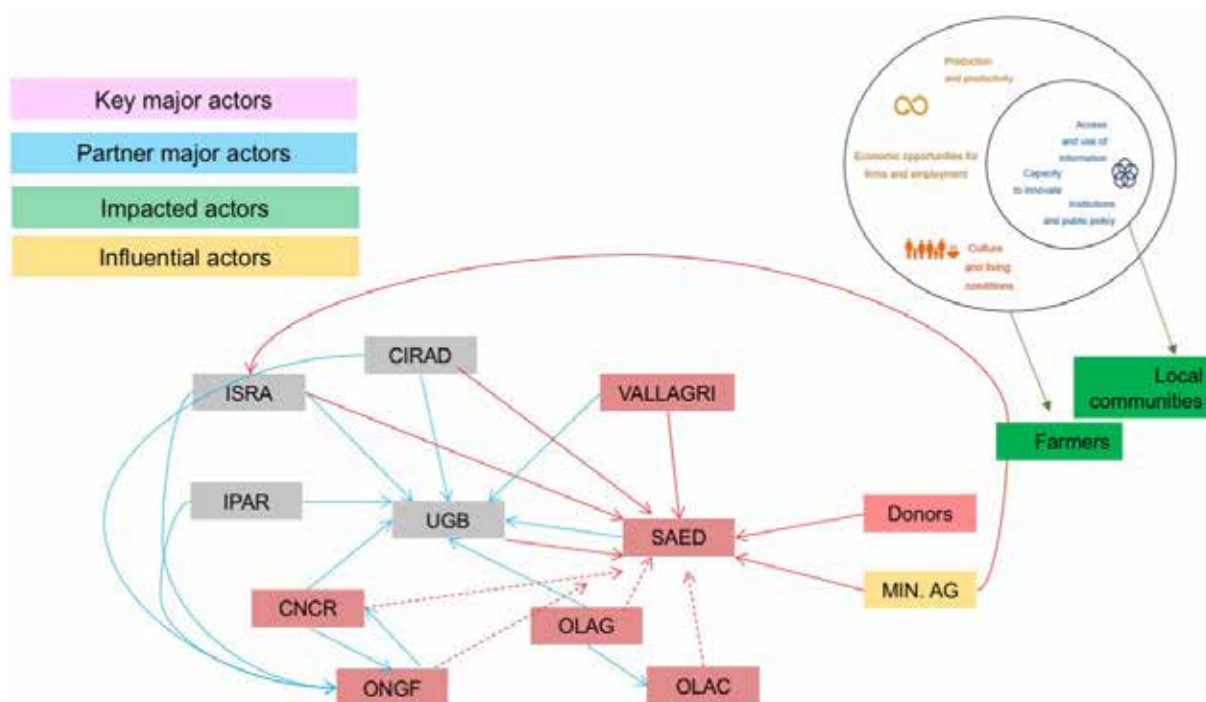 Key major actors
Partner major actors
Impacted actors
Influential actors
Production
and productivity
Economic opportunities for
firms and employment
Culture
and living
conditions
Access
and use of
information
Capacity
to innovate
Institutions
and public policy
Local
communities
Farmers
CIRAD
ISRA
VALLAGRI
IPAR
UGB
SAED
Donors
MIN. AG
CNCR
OLAG
ONGF
OLAC